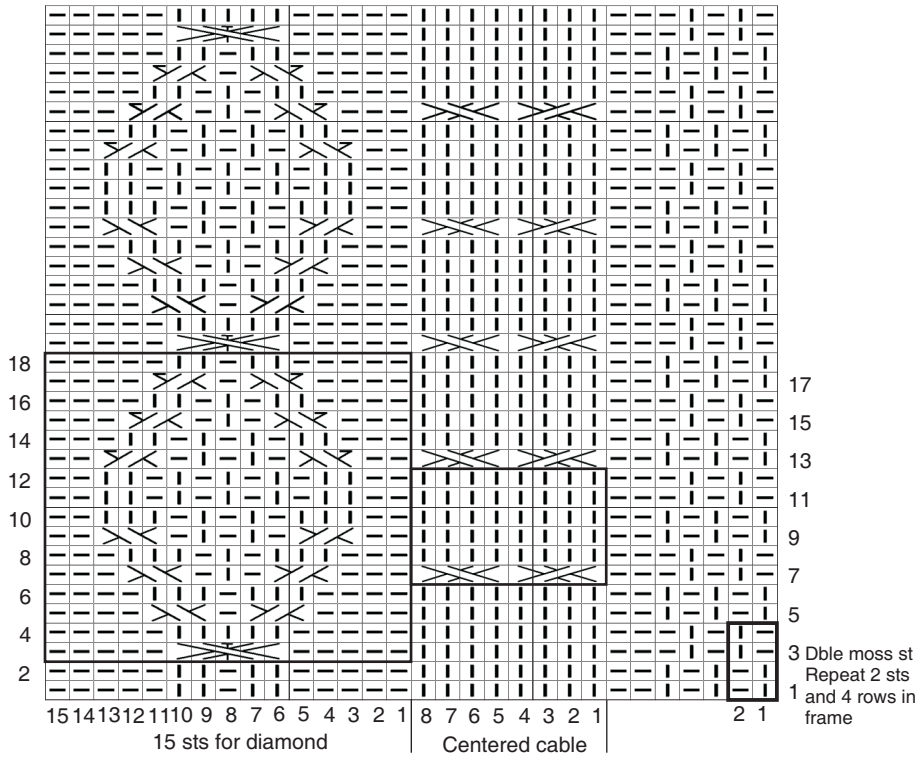 18
17
16
15
14
13
12
11
10
9
8
7
6
5
4
3 Dble moss st
Repeat 2 sts
2
and 4 rows in
1
frame
15 14 13 12 11 10 9 8 7 6 5 4 3 2 1 8 7 6 5 4 3 2 1 2 1
15 sts for diamond
Centered cable